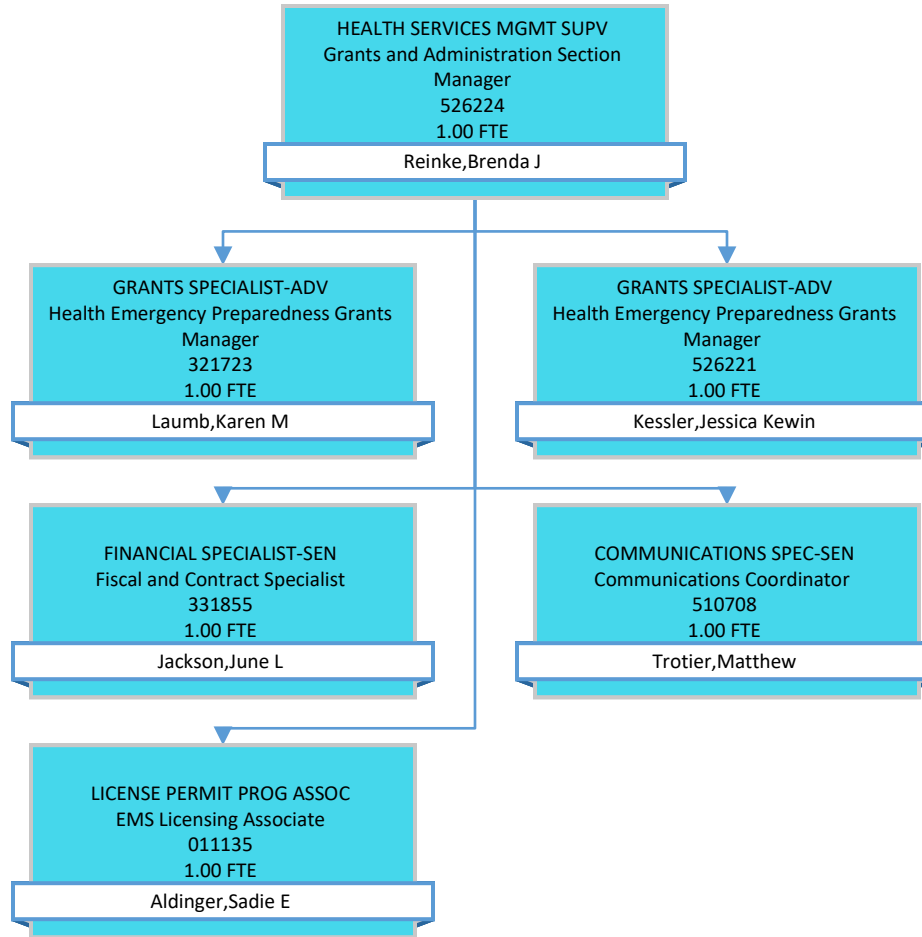 HEALTH SERVICES MGMT SUPV
Grants and Administration Section
Manager
526224
1.00 FTE
Reinke,Brenda J
GRANTS SPECIALIST-ADV
Health Emergency Preparedness Grants
Manager
321723
1.00 FTE
Laumb,Karen M
GRANTS SPECIALIST-ADV
Health Emergency Preparedness Grants
Manager
526221
1.00 FTE
Kessler,Jessica Kewin
FINANCIAL SPECIALIST-SEN
Fiscal and Contract Specialist
331855
1.00 FTE
Jackson,June L
COMMUNICATIONS SPEC-SEN
Communications Coordinator
510708
1.00 FTE
Trotier,Matthew
LICENSE PERMIT PROG ASSOC
EMS Licensing Associate
011135
1.00 FTE
Aldinger,Sadie E